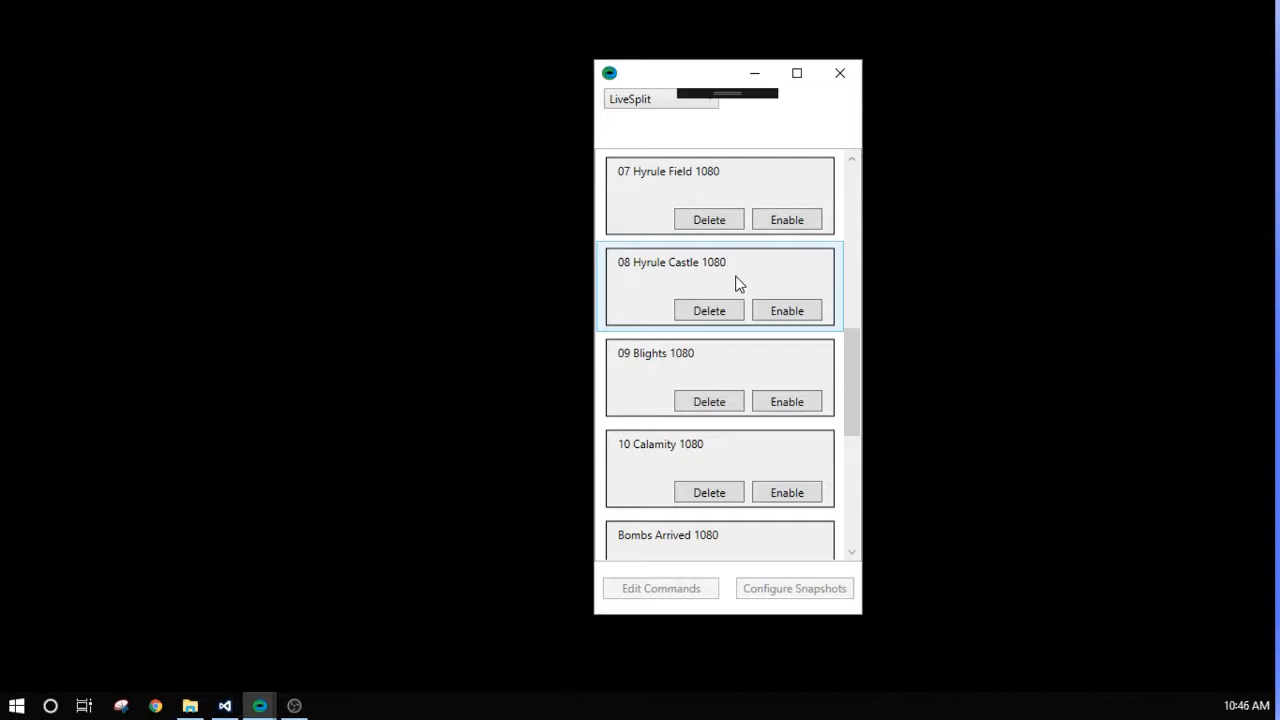 LiveSplit
07 Hyrule Field 1080
Delete Enable
08 Hyrule Castle 1080
Delete Enable
09 Blights 1080
Delete Enable
10 Calamity 1080
Delete Enable
Bombs Arrived 1080
Edit Commands Configure Snapshots
10:46 AM